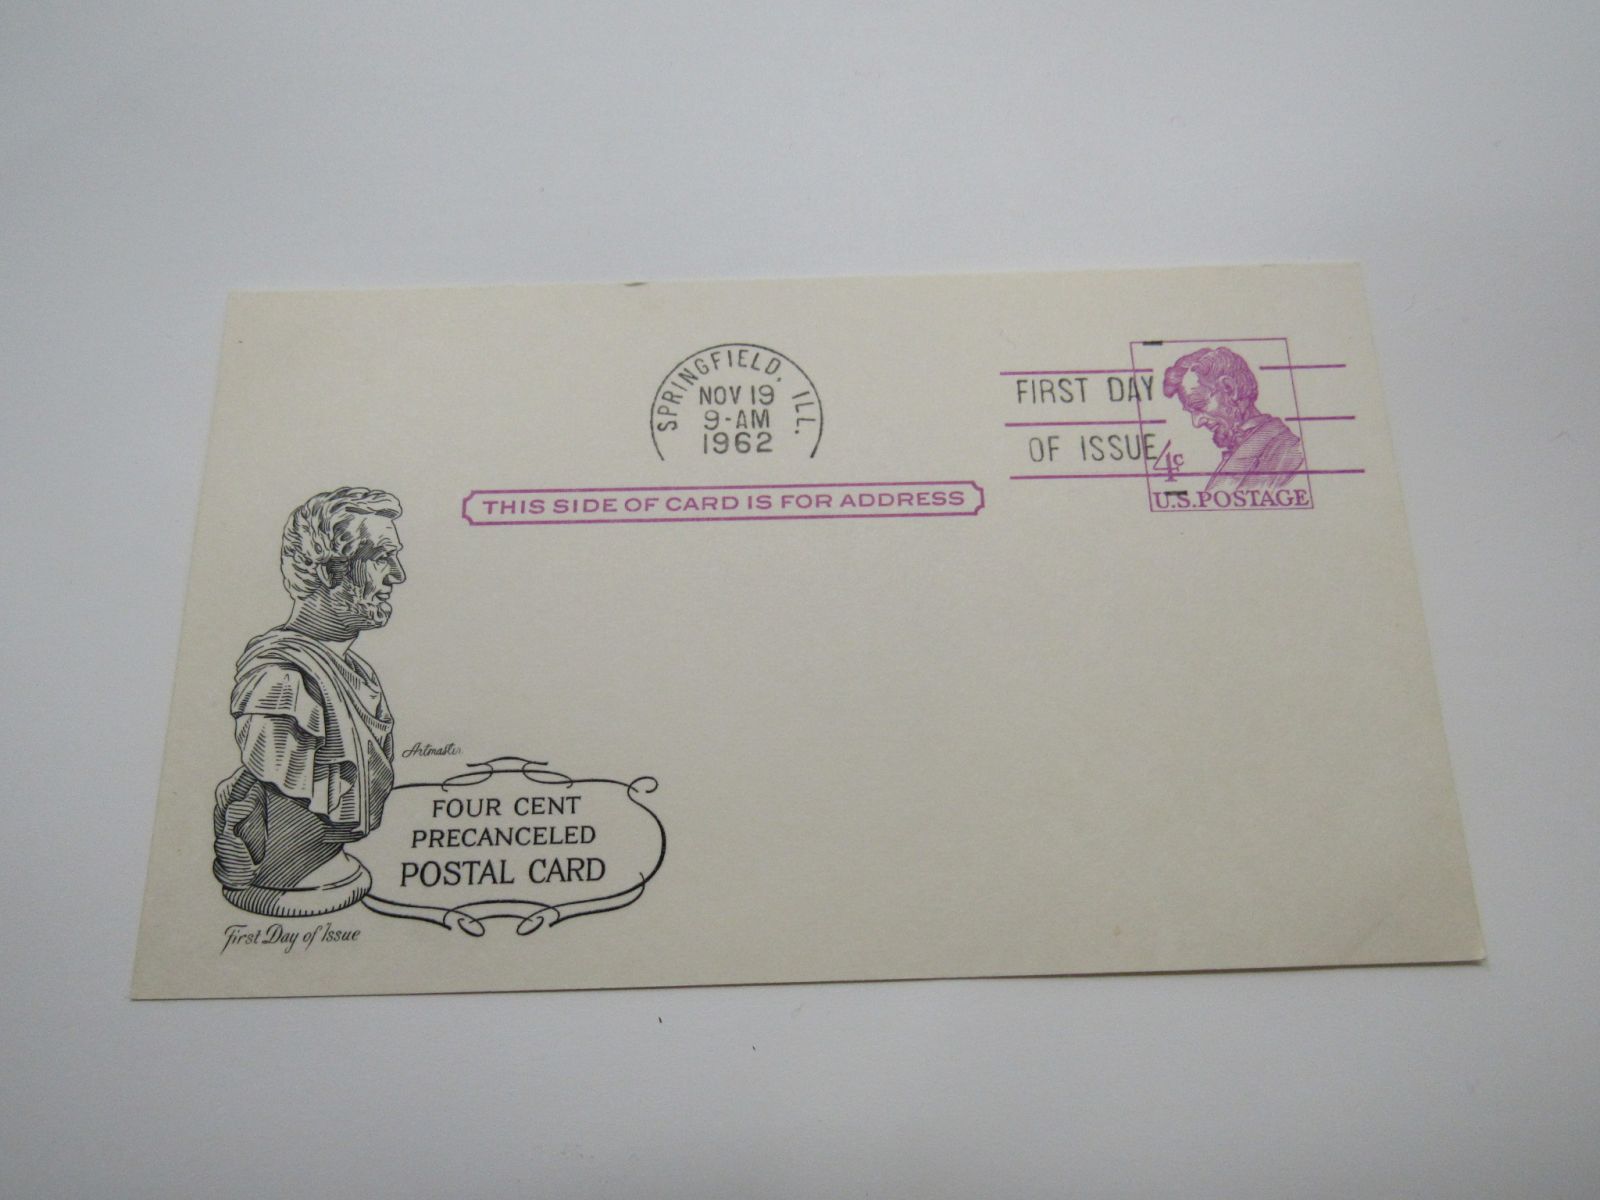 SPRINGFIELD, ILL.
NOV 19
9-AM
1962
FIRST DAY
OF ISSUE
4c
U.S. POSTAGE
THIS SIDE OF CARD IS FOR ADDRESS
Artmaster
FOUR CENT
PRECANCELED
POSTAL CARD
First Day of Issue